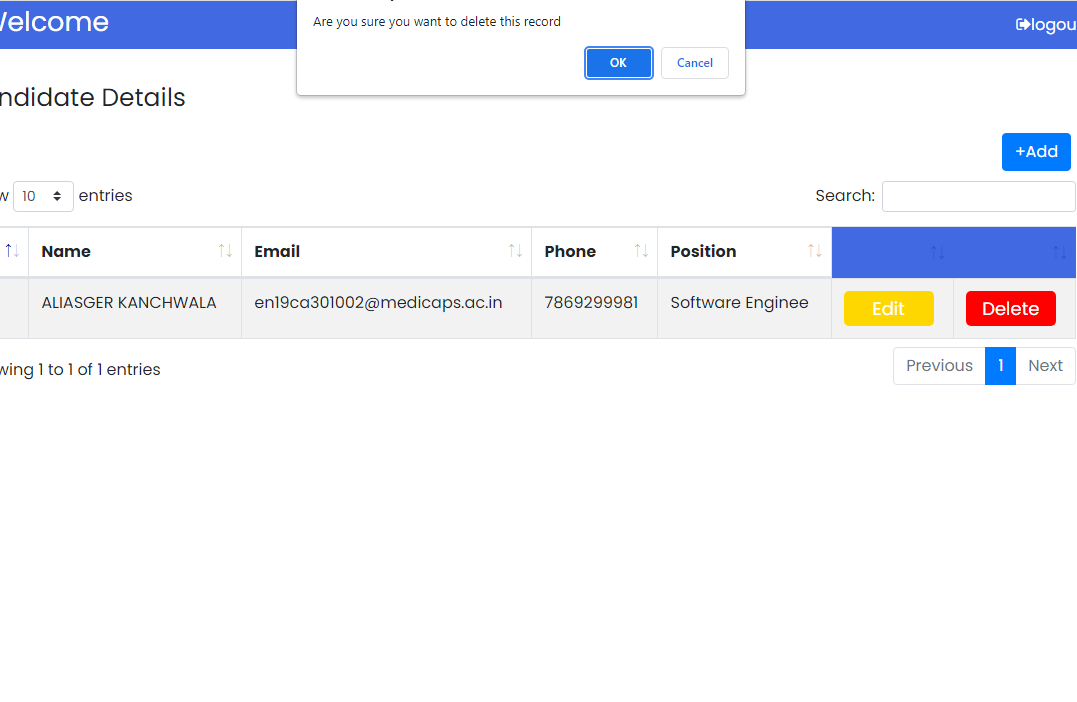 Welcome
Are you sure you want to delete this record
logou
OK
Cancel
ndidate Details
+Add
w 10 entries
Search:
Name
Email
Phone
Position
ALIASGER KANCHWALA
en19ca301002@medicaps.ac.in
7869299981
Software Enginee
Edit
Delete
wing 1 to 1 of 1 entries
Previous
1
Next